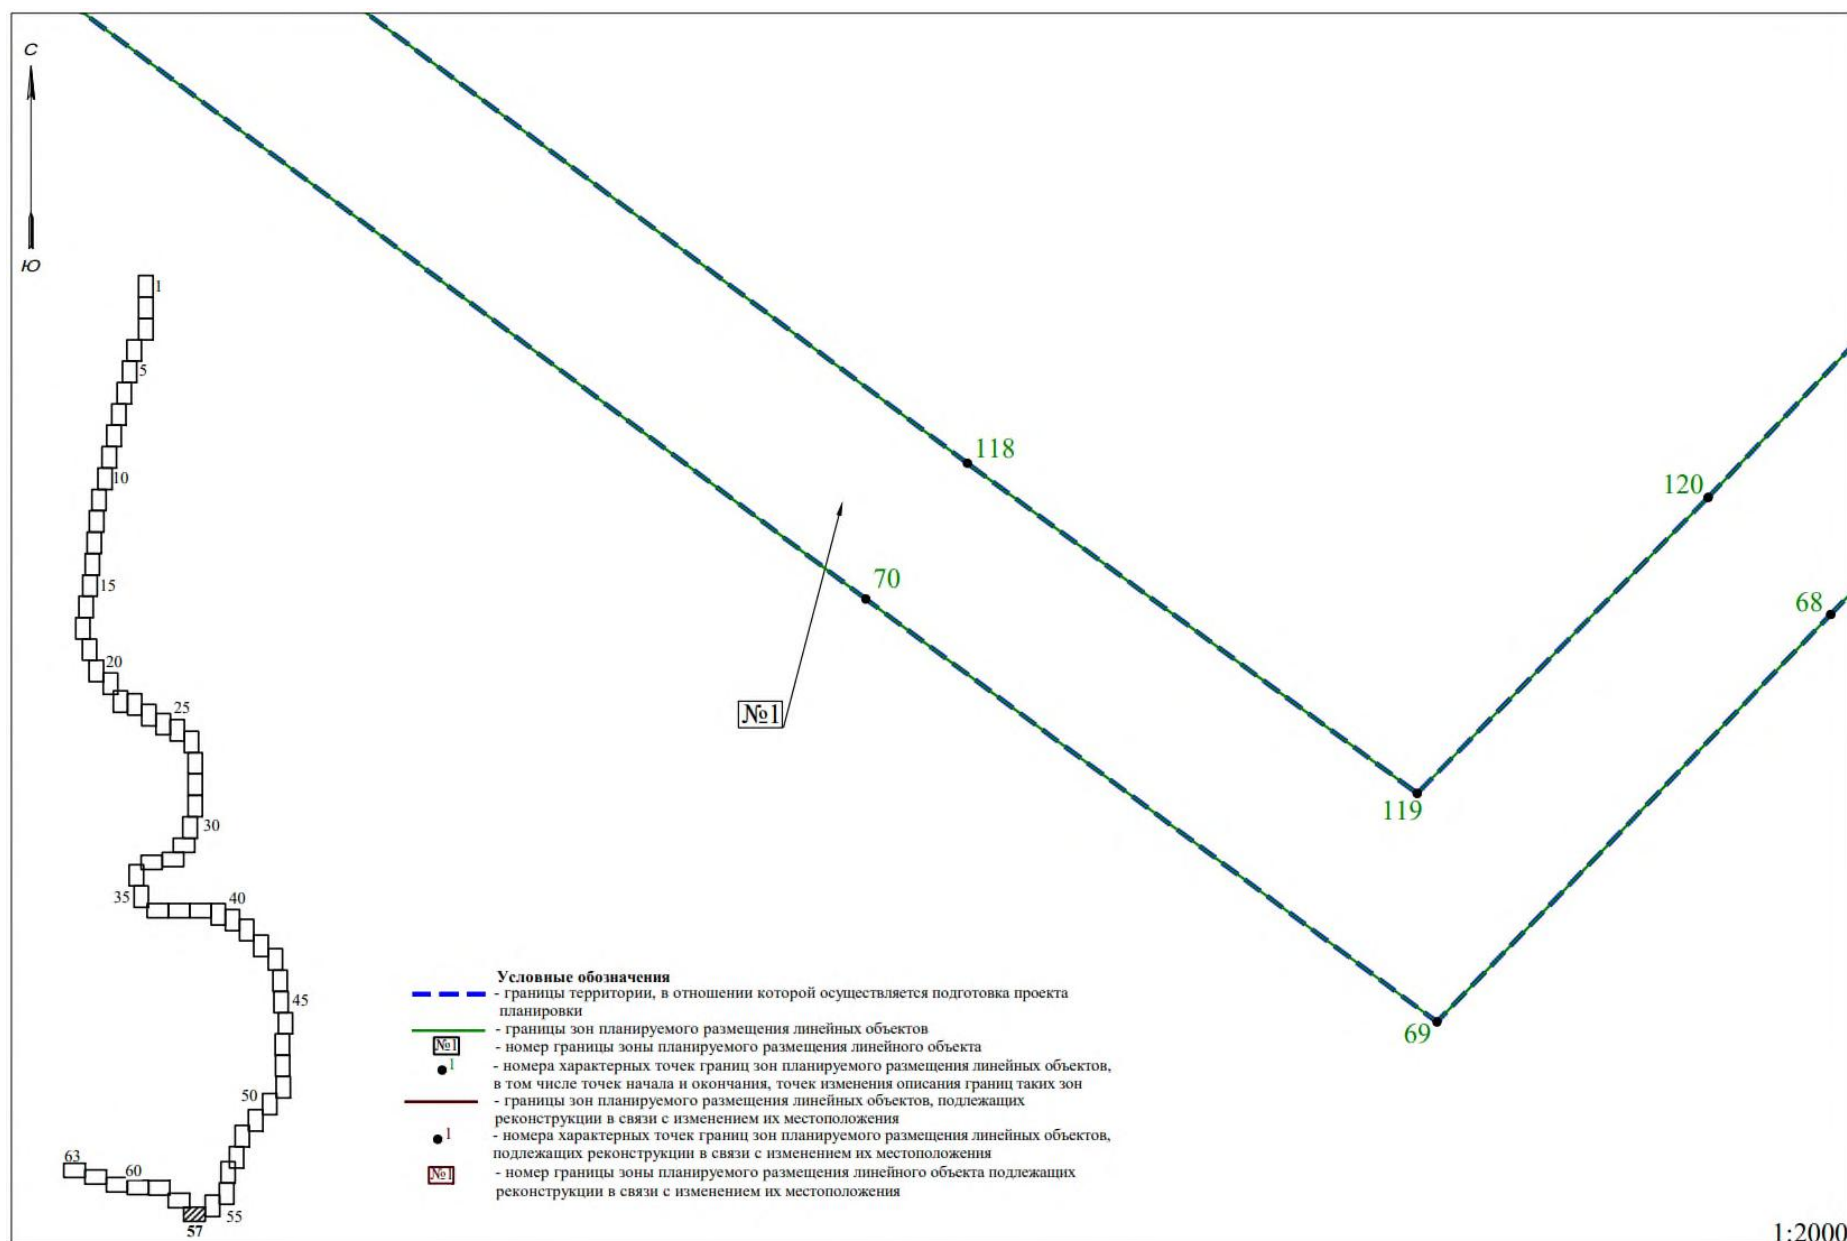 С
Ю
1
5
10
15
20
25
30
35
40
45
50
63
60
55
57
118
120
70
68
№1
119
69
Условные обозначения
- границы территории, в отношении которой осуществляется подготовка проекта
планировки
- границы зон планируемого размещения линейных объектов
№1 - номер границы зоны планируемого размещения линейного объекта
1 - номера характерных точек границ зон планируемого размещения линейных объектов,
в том числе точек начала и окончания, точек изменения описания границ таких зон
- границы зон планируемого размещения линейных объектов, подлежащих
реконструкции в связи с изменением их местоположения
1 - номера характерных точек границ зон планируемого размещения линейных объектов,
подлежащих реконструкции в связи с изменением их местоположения
№1 - номер границы зоны планируемого размещения линейного объекта подлежащих
реконструкции в связи с изменением их местоположения
1:2000